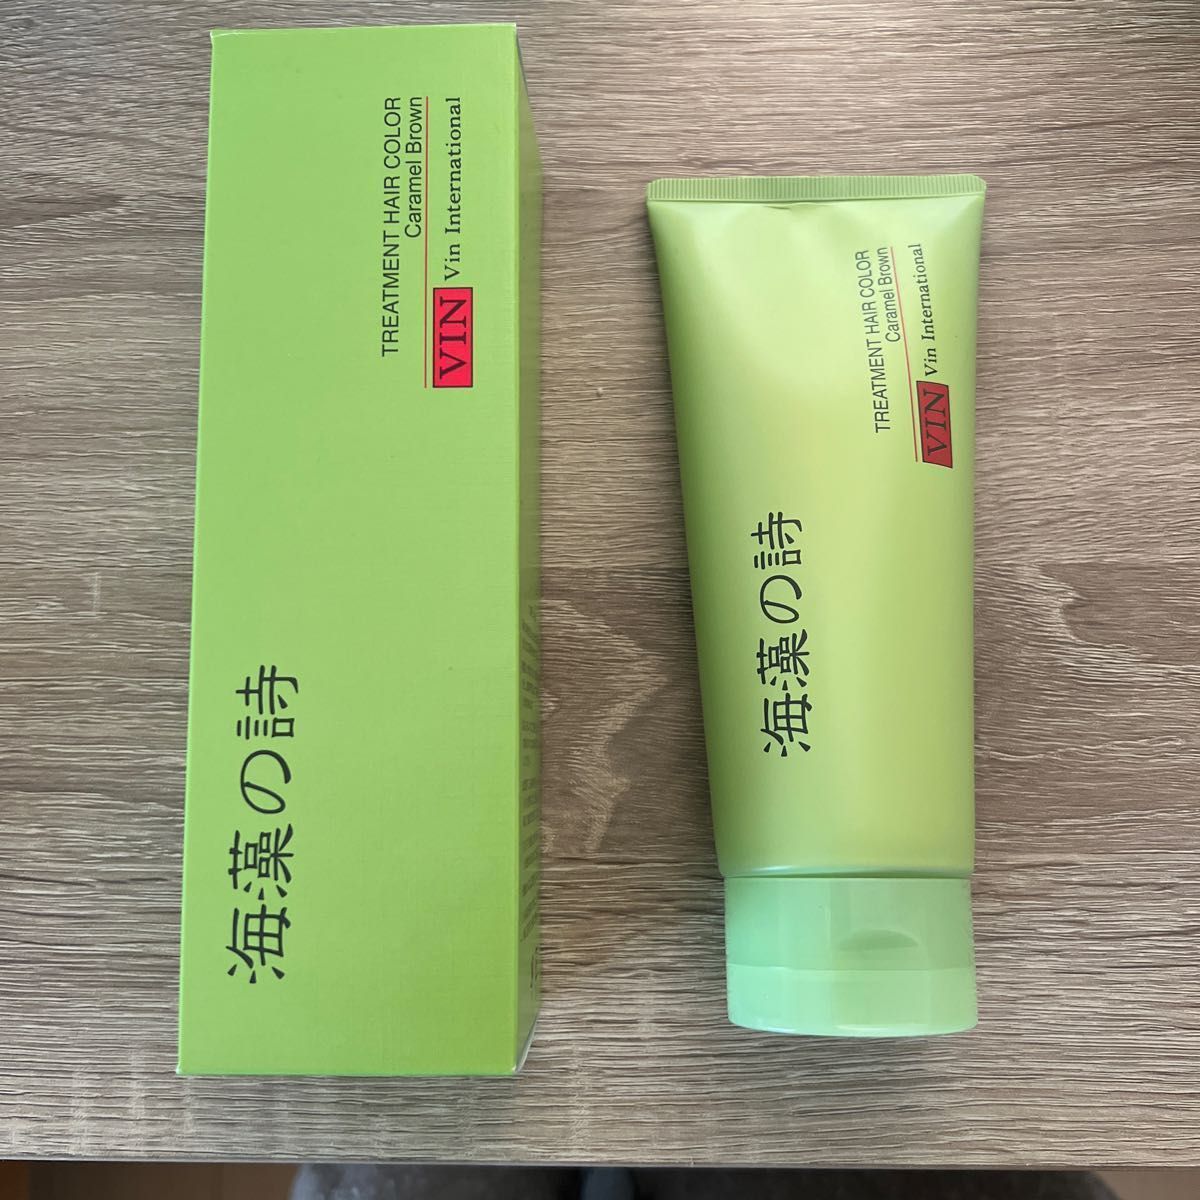 TREATMENT HAIR COLOR
Caramel Brown
VIN Vin International
海藻の詩
TREATMENT HAIR COLOR
Caramel Brown
VIN Vin International
海藻の詩